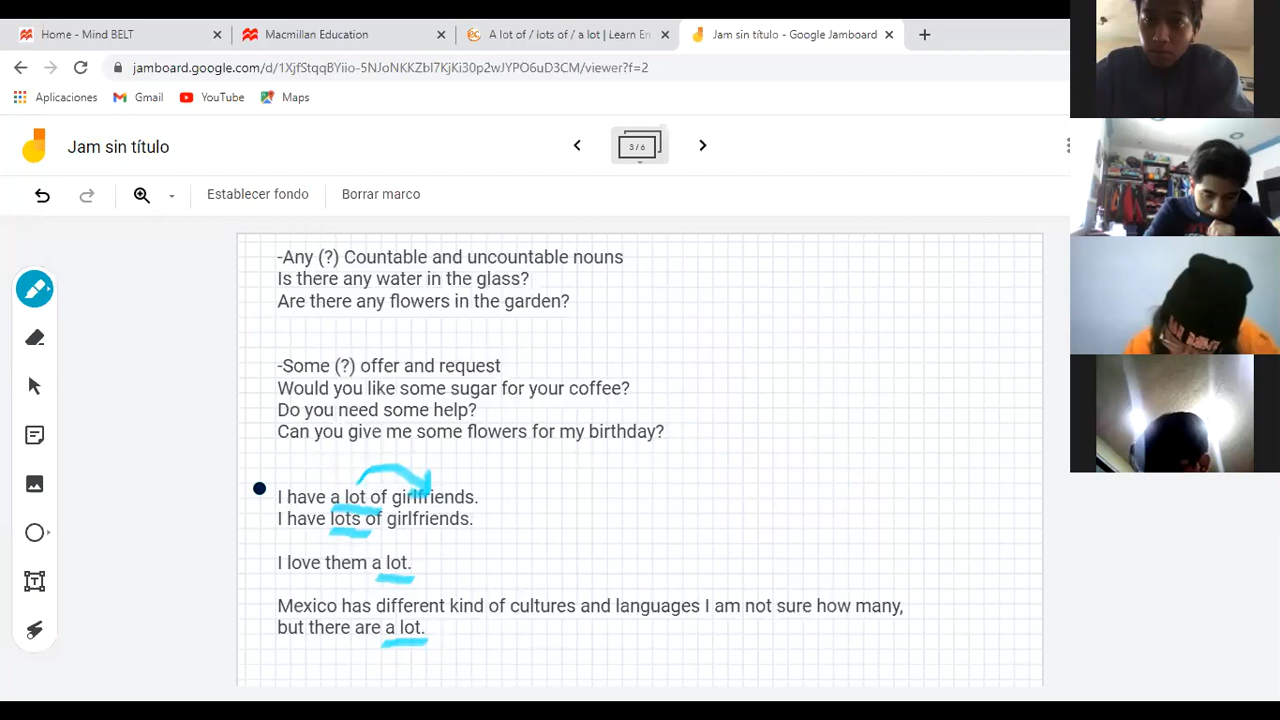 Home - Mind BELT
Macmillan Education
A lot of / lots of / a lot | Learn En
Jam sin título - Google Jamboard
jamboard.google.com/d/1XjfStqqBYiio-5NJoNKKZbl7KjKi30p2wJYPO6uD3CM/viewer?f=2
Aplicaciones
Gmail
YouTube
Maps
Jam sin título
3 / 6
Establecer fondo
Borrar marco
-Any (?) Countable and uncountable nouns
Is there any water in the glass?
Are there any flowers in the garden?
-Some (?) offer and request
Would you like some sugar for your coffee?
Do you need some help?
Can you give me some flowers for my birthday?
I have a lot of girlfriends.
I have lots of girlfriends.
I love them a lot.
Mexico has different kind of cultures and languages I am not sure how many,
but there are a lot.